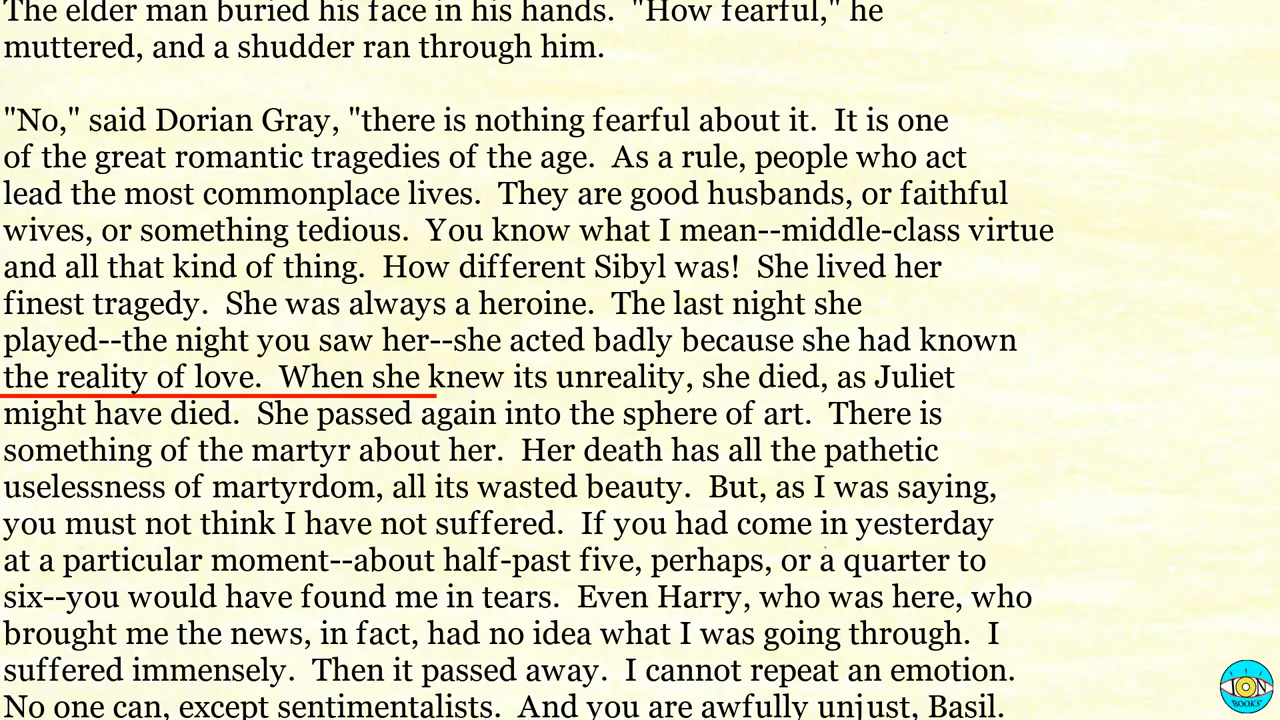 The elder man buried his face in his hands.  "How fearful," he
muttered, and a shudder ran through him.
"No," said Dorian Gray, "there is nothing fearful about it.  It is one
of the great romantic tragedies of the age.  As a rule, people who act
lead the most commonplace lives.  They are good husbands, or faithful
wives, or something tedious.  You know what I mean--middle-class virtue
and all that kind of thing.  How different Sibyl was!  She lived her
finest tragedy.  She was always a heroine.  The last night she
played--the night you saw her--she acted badly because she had known
the reality of love.  When she knew its unreality, she died, as Juliet
might have died.  She passed again into the sphere of art.  There is
something of the martyr about her.  Her death has all the pathetic
uselessness of martyrdom, all its wasted beauty.  But, as I was saying,
you must not think I have not suffered.  If you had come in yesterday
at a particular moment--about half-past five, perhaps, or a quarter to
six--you would have found me in tears.  Even Harry, who was here, who
brought me the news, in fact, had no idea what I was going through.  I
suffered immensely.  Then it passed away.  I cannot repeat an emotion.
No one can, except sentimentalists.  And you are awfully unjust, Basil.
BOOKS